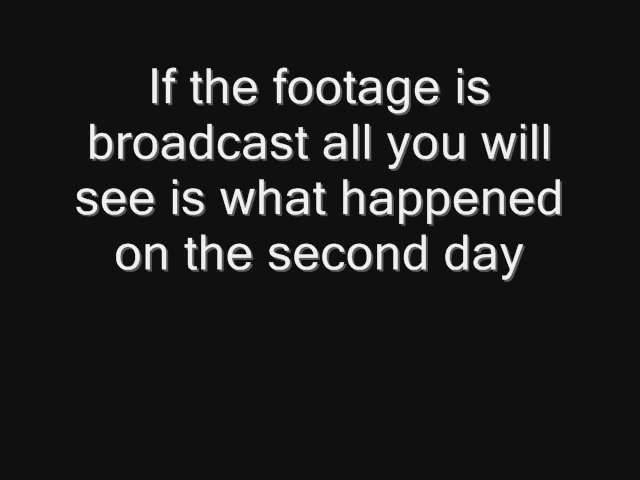 If the footage is
broadcast all you will
see is what happened
on the second day